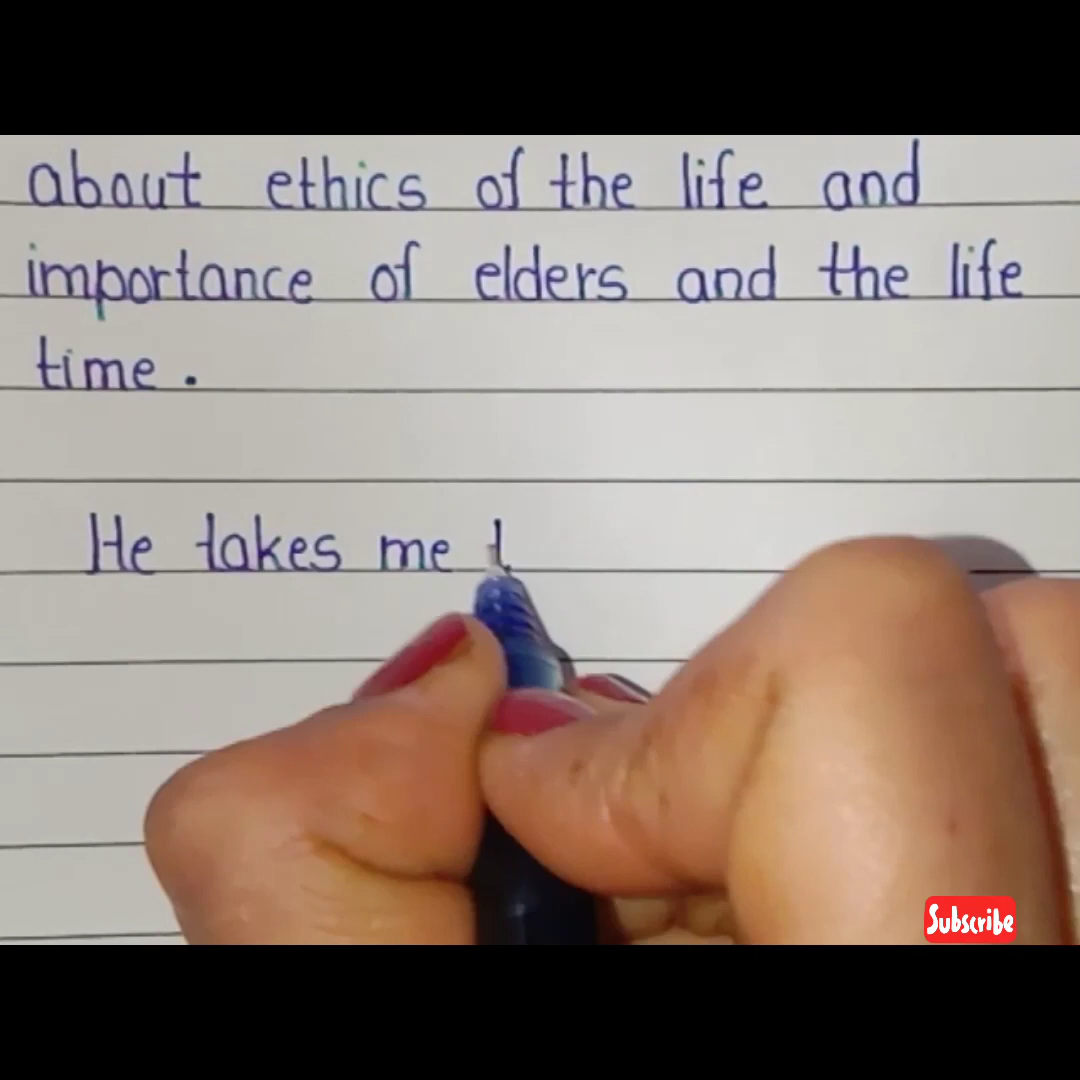 about ethics of the life and
importance of elders and the life
time .
He takes me
Subscribe